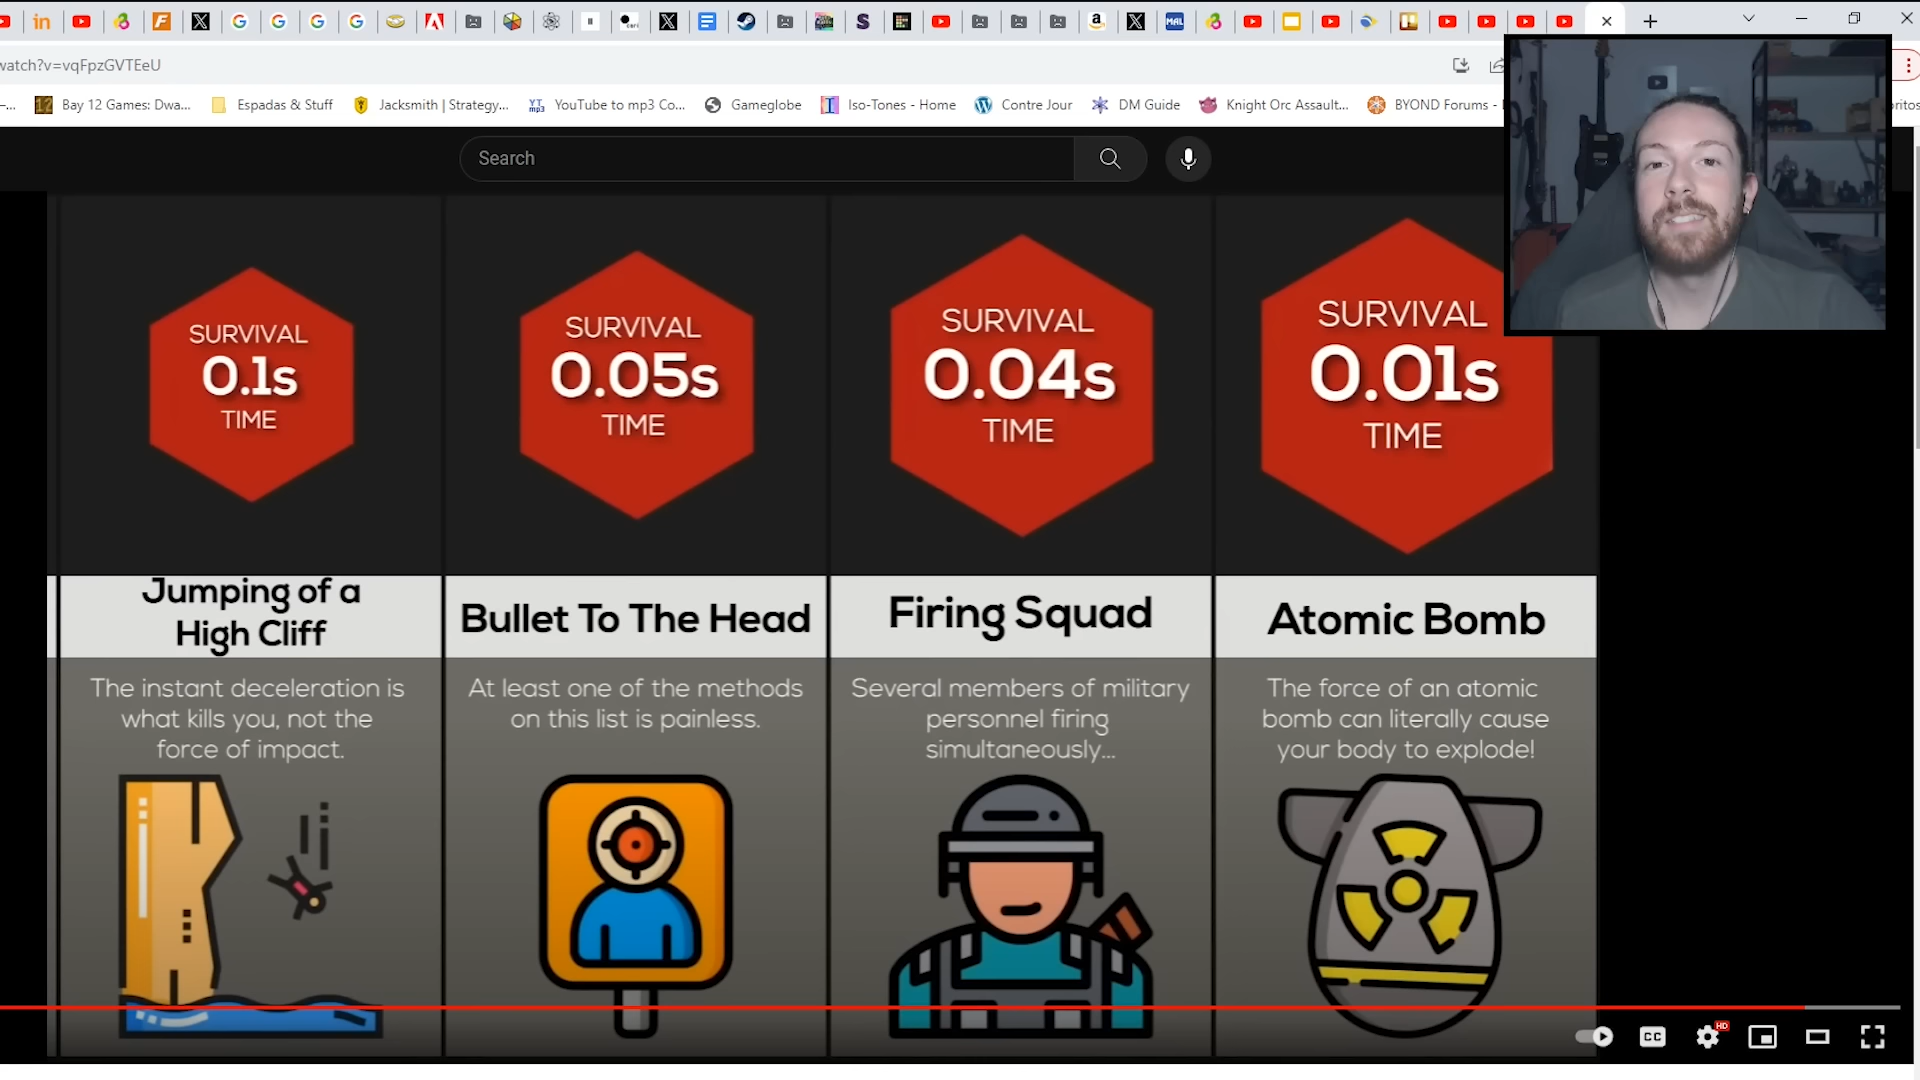 watch?v=vqFpzGVTEeU
Bay 12 Games: Dwa...
Espadas & Stuff
Jacksmith | Strategy...
YouTube to mp3 Co...
Gameglobe
Iso-Tones - Home
Contre Jour
DM Guide
Knight Orc Assault...
BYOND Forums -
Search
SURVIVAL
0.1s
TIME
SURVIVAL
0.05s
TIME
SURVIVAL
0.04s
TIME
SURVIVAL
0.01s
TIME
Jumping of a
High Cliff
Bullet To The Head
Firing Squad
Atomic Bomb
The instant deceleration is
what kills you, not the
force of impact.
At least one of the methods
on this list is painless.
Several members of military
personnel firing
simultaneously...
The force of an atomic
bomb can literally cause
your body to explode!
CC
HD